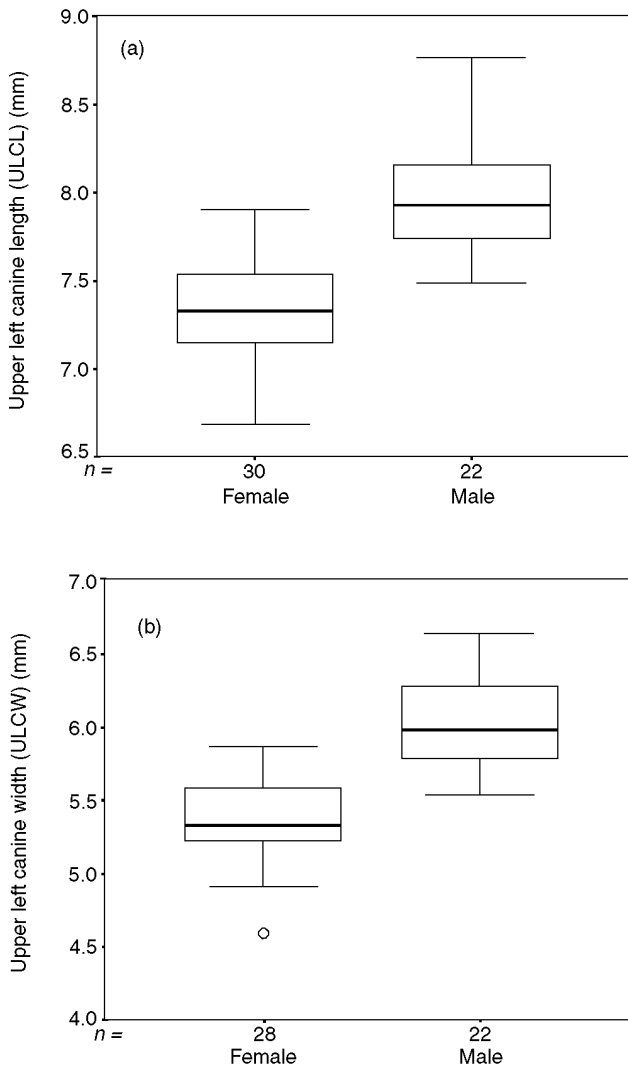 Upper left canine length (ULCL) (mm)
9.0
8.5
8.0
7.5
7.0
6.5
(a)
n = 30 22
Female Male
Upper left canine width (ULCW) (mm)
7.0
6.5
6.0
5.5
5.0
4.5
4.0
(b)
n = 28 22
Female Male